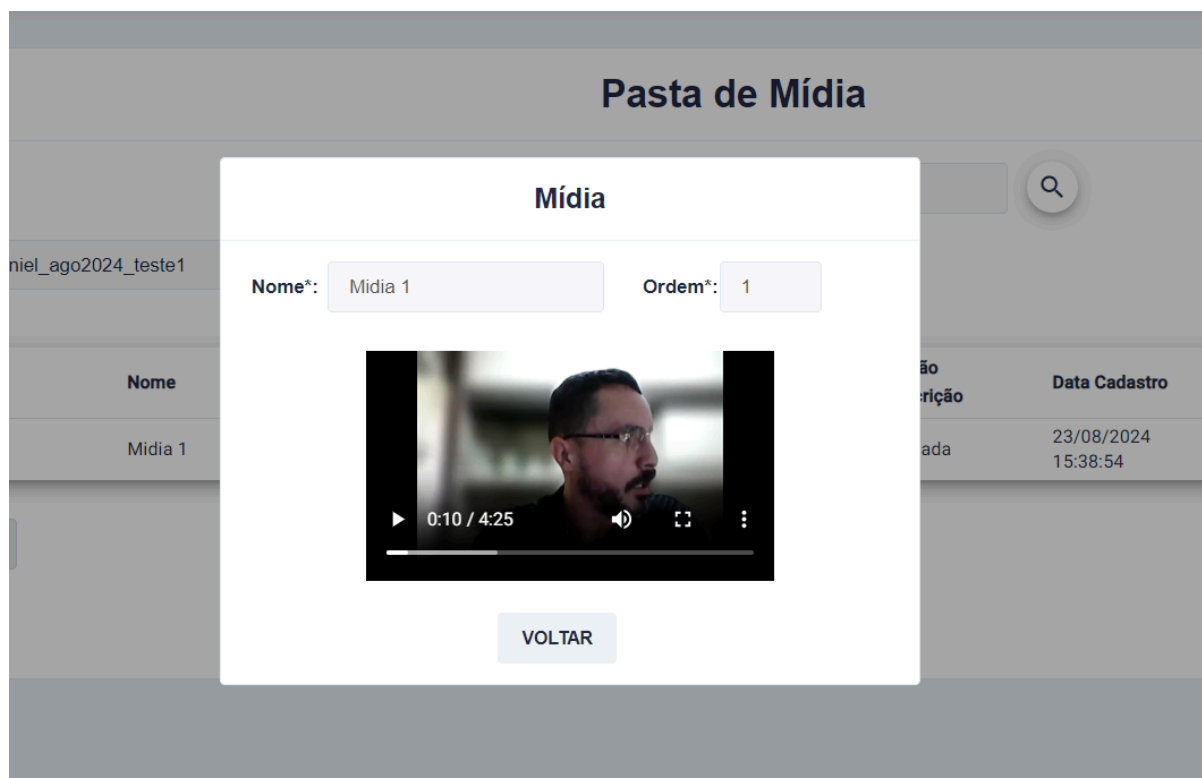 Pasta de Mídia
Mídia
niel_ago2024_teste1
Nome*: Midia 1 Ordem*: 1
Nome
ão
crição
Data Cadastro
Midia 1
ada
23/08/2024
15:38:54
0:10 / 4:25
VOLTAR